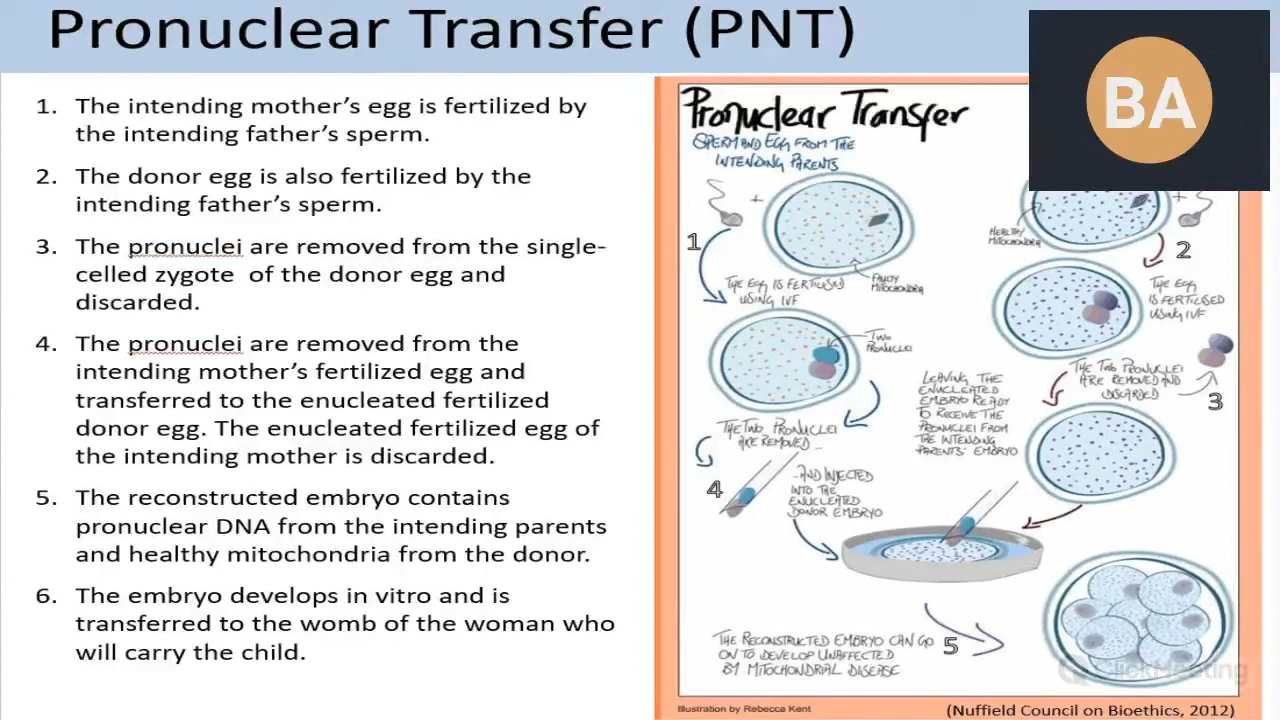 Pronuclear Transfer (PNT)
BA
1. The intending mother's egg is fertilized by
the intending father's sperm.
2. The donor egg is also fertilized by the
intending father's sperm.
3. The pronuclei are removed from the single-
celled zygote of the donor egg and
discarded.
4. The pronuclei are removed from the
intending mother's fertilized egg and
transferred to the enucleated fertilized
donor egg. The enucleated fertilized egg of
the intending mother is discarded.
5. The reconstructed embryo contains
pronuclear DNA from the intending parents
and healthy mitochondria from the donor.
6. The embryo develops in vitro and is
transferred to the womb of the woman who
will carry the child.
Pronuclear Transfer
SPERM AND EGG FROM THE
INTENDING PARENTS
+
+
1
HEALTHY
MITOCHONDRIA
2
FAULTY
MITOCHONDRIA
THE EGG IS FERTILISED
USING IVF
THE EGG
IS FERTILISED
USING IVF
TWO
PRONUCLEI
THE TWO PRONUCLEI
ARE REMOVED AND
DISCARDED
3
LEAVING THE
ENUCLEATED
EMBRYO READY
TO RECEIVE THE
PRONUCLEI FROM
THE INTENDING
PARENTS' EMBRYO
THE TWO PRONUCLEI
ARE REMOVED...
4
...AND INJECTED
INTO THE
ENUCLEATED
DONOR EMBRYO
5
THE RECONSTRUCTED EMBRYO CAN GO
ON TO DEVELOP UNAFFECTED
BY MITOCHONDRIAL DISEASE
ClickMeeting
Illustration by Rebecca Kent
(Nuffield Council on Bioethics, 2012)